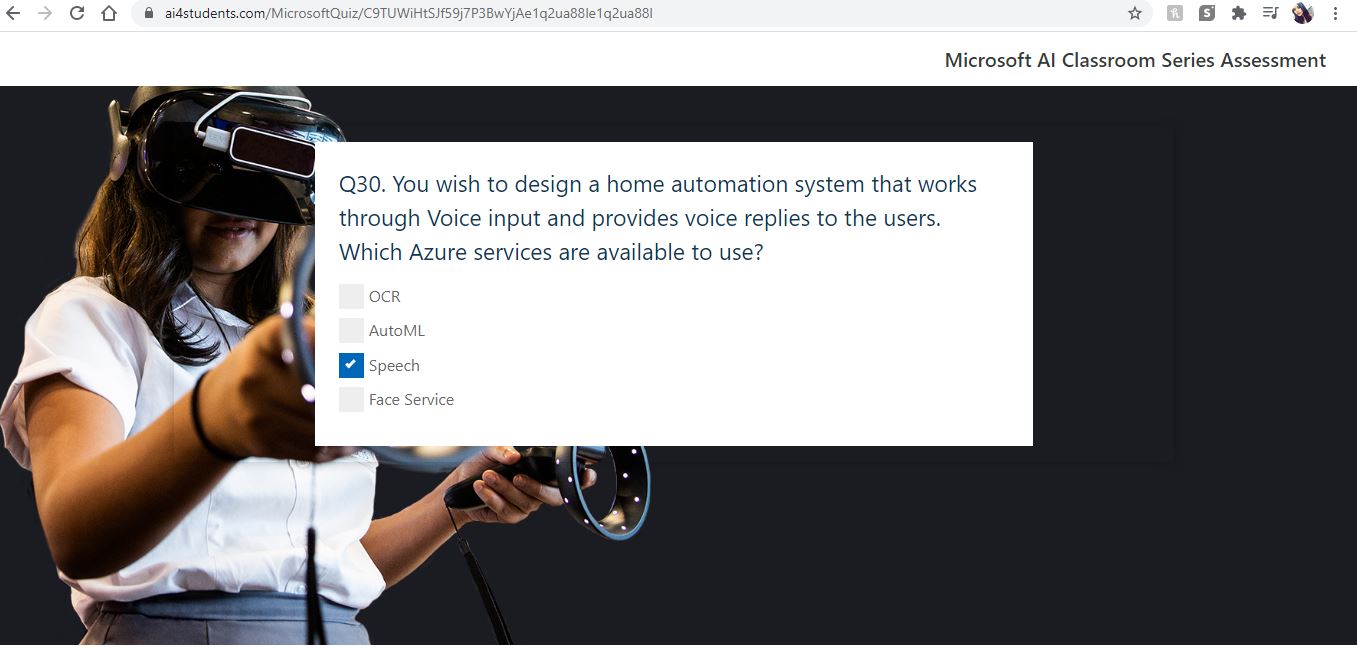 ai4students.com/MicrosoftQuiz/C9TUWiHtSJf59j7P3BwYjAe1q2ua88Ie1q2ua88I
Microsoft AI Classroom Series Assessment
Q30. You wish to design a home automation system that works
through Voice input and provides voice replies to the users.
Which Azure services are available to use?
OCR
AutoML
Speech
Face Service